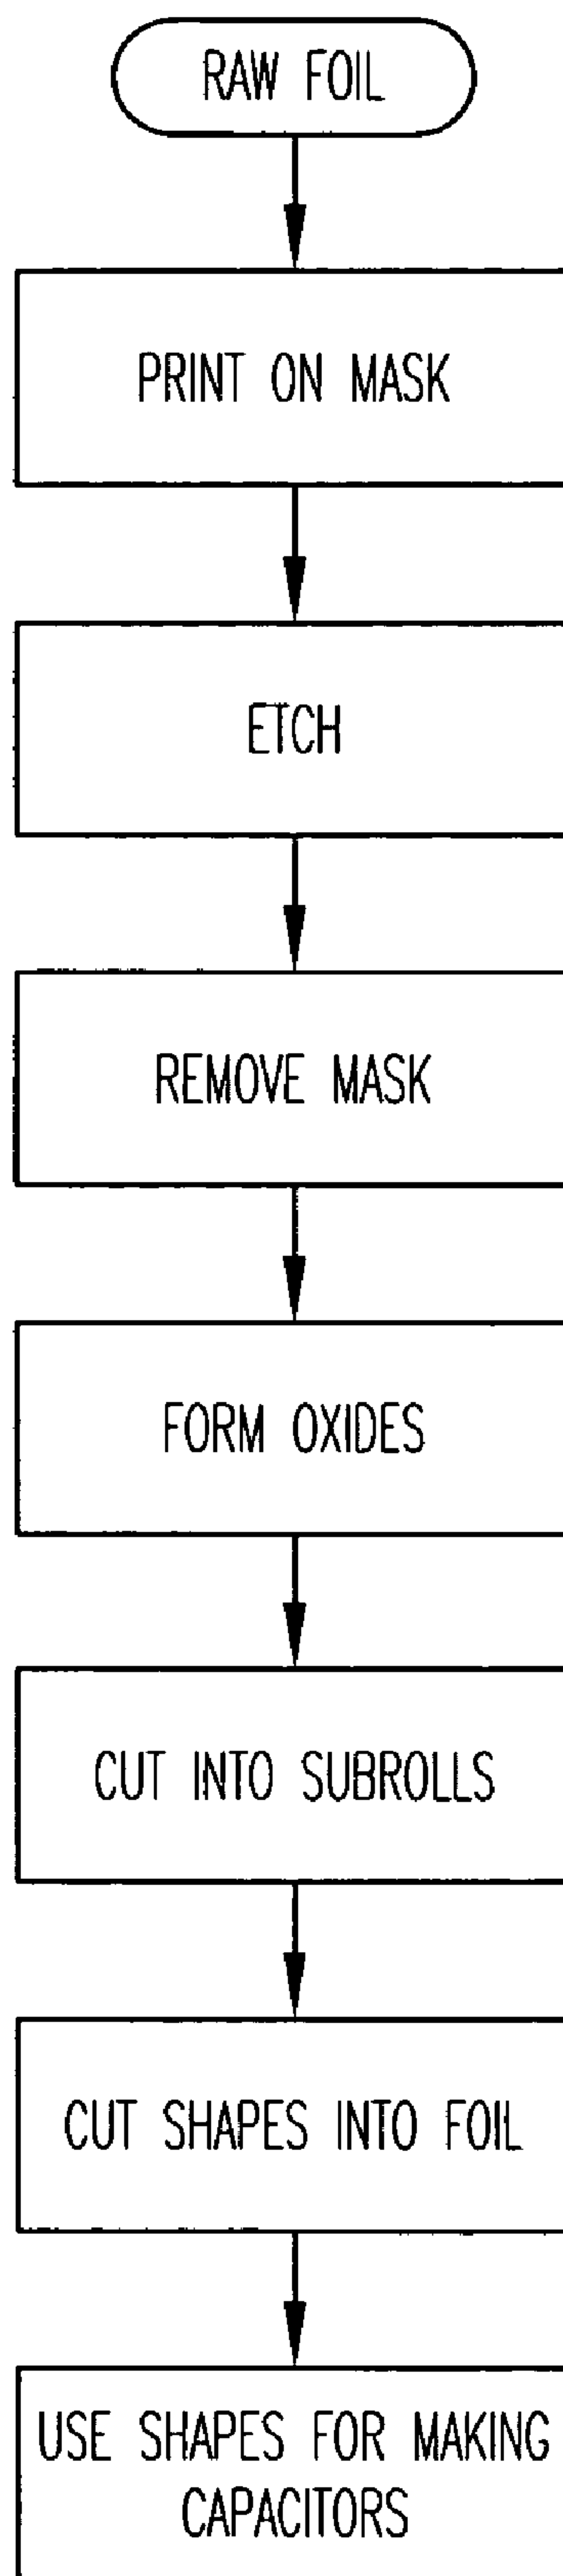 RAW FOIL
PRINT ON MASK
ETCH
REMOVE MASK
FORM OXIDES
CUT INTO SUBROLLS
CUT SHAPES INTO FOIL
USE SHAPES FOR MAKING
CAPACITORS